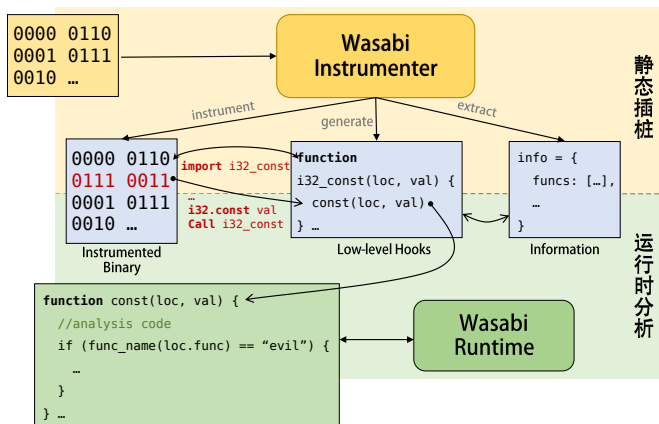 0000 0110
0001 0111
0010 …
Wasabi
Instrumenter
静态插桩
instrument
generate
extract
0000 0110
0111 0011
0001 0111
0010 …
Instrumented
Binary
import i32_const
…
i32.const val
Call i32_const
function
i32_const(loc, val) {
const(loc, val)
} …
Low-level Hooks
info = {
funcs: […],
…
}
Information
运行时分析
function const(loc, val) {
//analysis code
if (func_name(loc.func) == “evil”) {
…
}
} …
Wasabi
Runtime